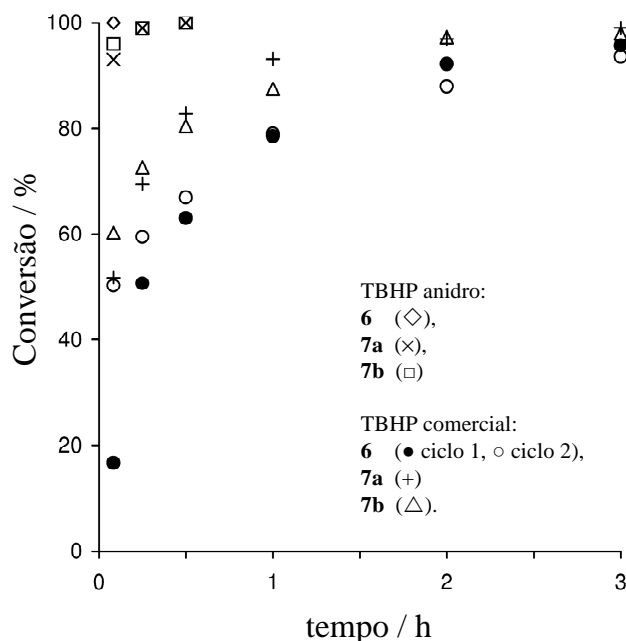 100
80
60
40
20
0
Conversão / %
0
1
2
3
tempo / h
TBHP anidro:
6 (◇),
7a (×),
7b (□)
TBHP comercial:
6 (● ciclo 1, ○ ciclo 2),
7a (+)
7b (△).